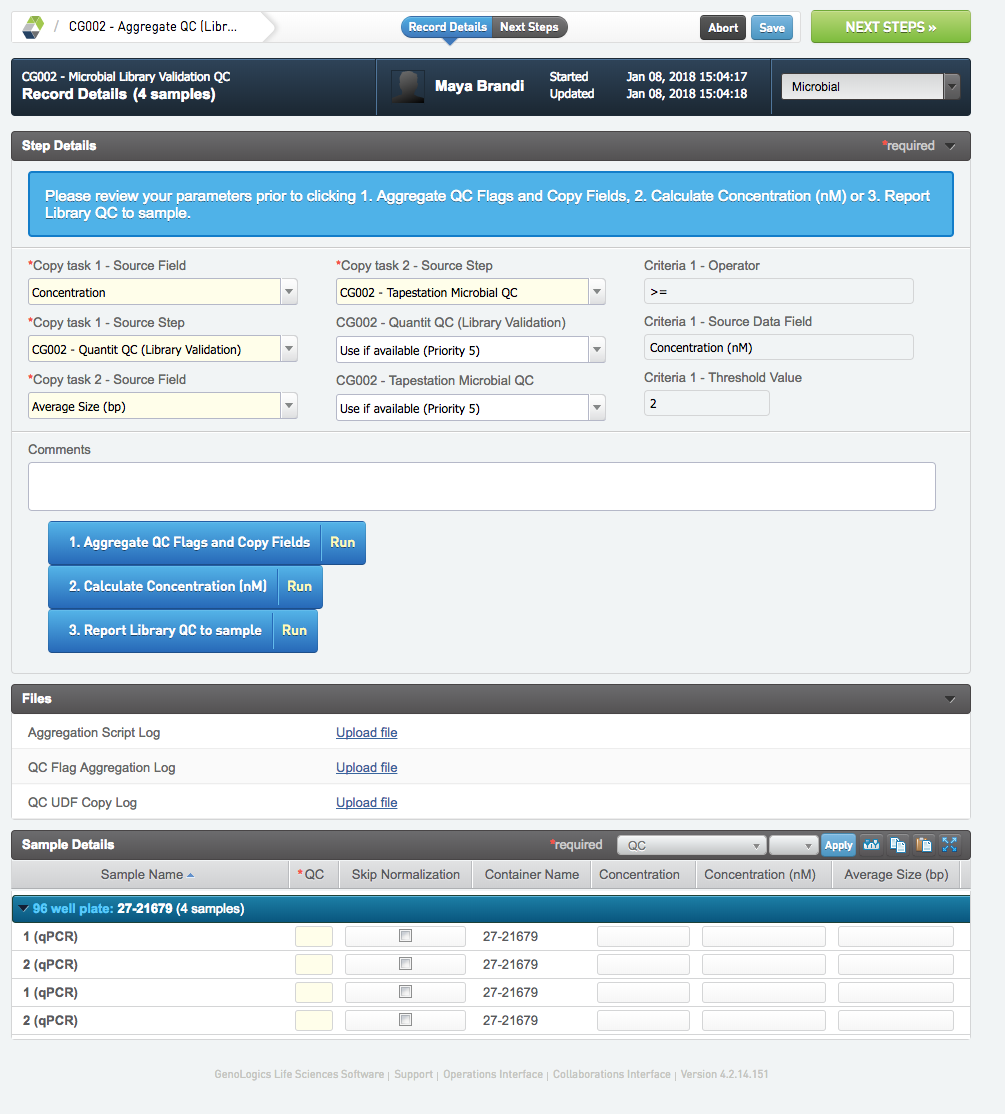 / CG002 - Aggregate QC (Libr...
Record Details Next Steps
Abort Save
NEXT STEPS »
CG002 - Microbial Library Validation QC
Record Details (4 samples)
Maya Brandi
Started Jan 08, 2018 15:04:17
Updated Jan 08, 2018 15:04:18
Microbial
Step Details
*required
Please review your parameters prior to clicking 1. Aggregate QC Flags and Copy Fields, 2. Calculate Concentration (nM) or 3. Report
Library QC to sample.
*Copy task 1 - Source Field
Concentration
*Copy task 1 - Source Step
CG002 - Quantit QC (Library Validation)
*Copy task 2 - Source Field
Average Size (bp)
*Copy task 2 - Source Step
CG002 - Tapestation Microbial QC
CG002 - Quantit QC (Library Validation)
Use if available (Priority 5)
CG002 - Tapestation Microbial QC
Use if available (Priority 5)
Criteria 1 - Operator
>=
Criteria 1 - Source Data Field
Concentration (nM)
Criteria 1 - Threshold Value
2
Comments
1. Aggregate QC Flags and Copy Fields Run
2. Calculate Concentration (nM) Run
3. Report Library QC to sample Run
Files
Aggregation Script Log Upload file
QC Flag Aggregation Log Upload file
QC UDF Copy Log Upload file
Sample Details
*required QC Apply
Sample Name *QC Skip Normalization Container Name Concentration Concentration (nM) Average Size (bp)
96 well plate: 27-21679 (4 samples)
1 (qPCR) 27-21679
2 (qPCR) 27-21679
1 (qPCR) 27-21679
2 (qPCR) 27-21679
GenoLogics Life Sciences Software | Support | Operations Interface | Collaborations Interface | Version 4.2.14.151